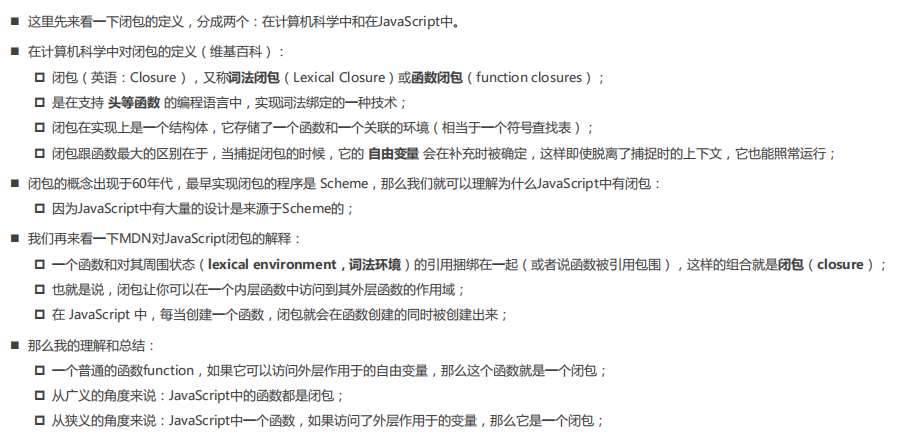 这里先来看一下闭包的定义，分成两个：在计算机科学中和在JavaScript中。
在计算机科学中对闭包的定义（维基百科）：
闭包（英语：Closure），又称词法闭包（Lexical Closure）或函数闭包（function closures）；
是在支持 头等函数 的编程语言中，实现词法绑定的一种技术；
闭包在实现上是一个结构体，它存储了一个函数和一个关联的环境（相当于一个符号查找表）；
闭包跟函数最大的区别在于，当捕捉闭包的时候，它的 自由变量 会在补充时被确定，这样即使脱离了捕捉时的上下文，它也能照常运行；
闭包的概念出现于60年代，最早实现闭包的程序是 Scheme，那么我们就可以理解为什么JavaScript中有闭包：
因为JavaScript中有大量的设计是来源于Scheme的；
我们再来看一下MDN对JavaScript闭包的解释：
一个函数和对其周围状态（lexical environment，词法环境）的引用捆绑在一起（或者说函数被引用包围），这样的组合就是闭包（closure）；
也就是说，闭包让你可以在一个内层函数中访问到其外层函数的作用域；
在 JavaScript 中，每当创建一个函数，闭包就会在函数创建的同时被创建出来；
那么我的理解和总结：
一个普通的函数function，如果它可以访问外层作用于的自由变量，那么这个函数就是一个闭包；
从广义的角度来说：JavaScript中的函数都是闭包；
从狭义的角度来说：JavaScript中一个函数，如果访问了外层作用于的变量，那么它是一个闭包；